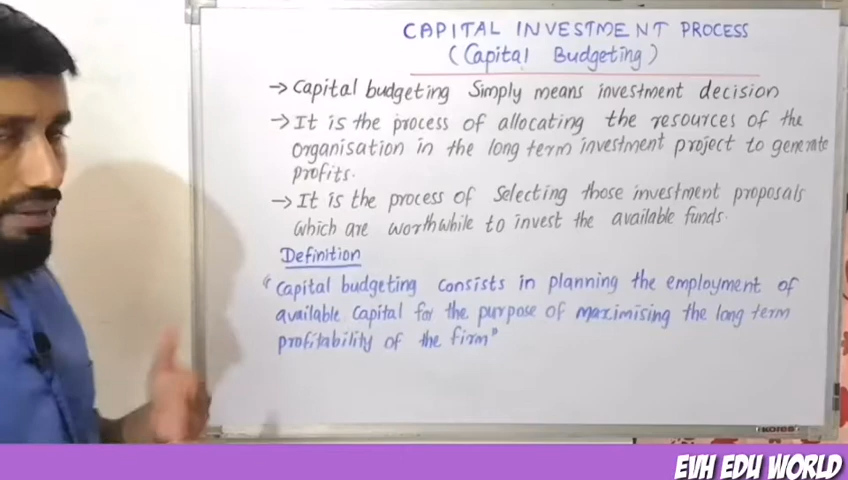 CAPITAL INVESTMENT PROCESS
(Capital Budgeting)
→ Capital budgeting Simply means investment decision
→ It is the process of allocating the resources of the
organisation in the long term investment project to generate
profits.
→ It is the process of Selecting those investment proposals
which are worthwhile to invest the available funds.
Definition
"Capital budgeting consists in planning the employment of
available Capital for the purpose of maximising the long term
profitability of the firm"
KORES
EVH EDU WORLD